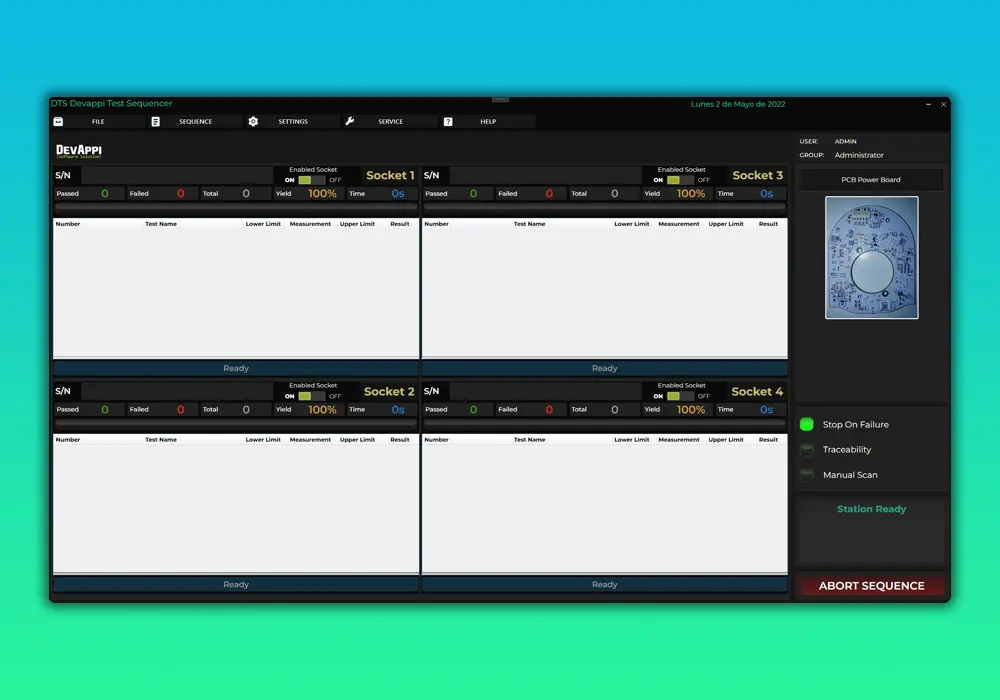 DTS Devappi Test Sequencer
Lunes 2 de Mayo de 2022
FILE SEQUENCE SETTINGS SERVICE HELP
DEVAPPI
(Software Solution)
USER: ADMIN
GROUP: Administrator
PCB Power Board
S/N Enabled Socket ON OFF Socket 1
Passed 0 Failed 0 Total 0 Yield 100% Time 0s
Number Test Name Lower Limit Measurement Upper Limit Result
Ready
S/N Enabled Socket ON OFF Socket 3
Passed 0 Failed 0 Total 0 Yield 100% Time 0s
Number Test Name Lower Limit Measurement Upper Limit Result
Ready
S/N Enabled Socket ON OFF Socket 2
Passed 0 Failed 0 Total 0 Yield 100% Time 0s
Number Test Name Lower Limit Measurement Upper Limit Result
Ready
S/N Enabled Socket ON OFF Socket 4
Passed 0 Failed 0 Total 0 Yield 100% Time 0s
Number Test Name Lower Limit Measurement Upper Limit Result
Ready
Stop On Failure
Traceability
Manual Scan
Station Ready
ABORT SEQUENCE